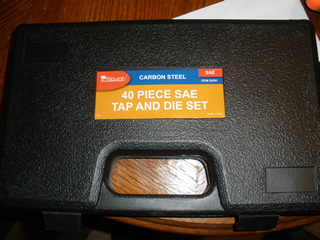 Pittsburgh
CARBON STEEL
SAE
40 PIECE SAE
TAP AND DIE SET